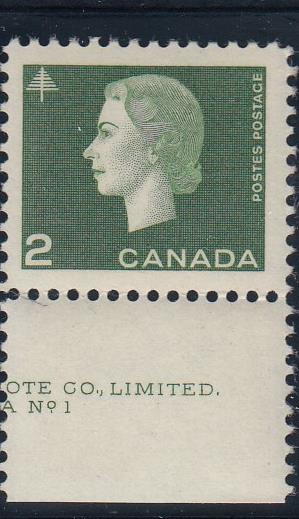 POSTES POSTAGE
2 CANADA
OTE CO., LIMITED.
A Nº 1